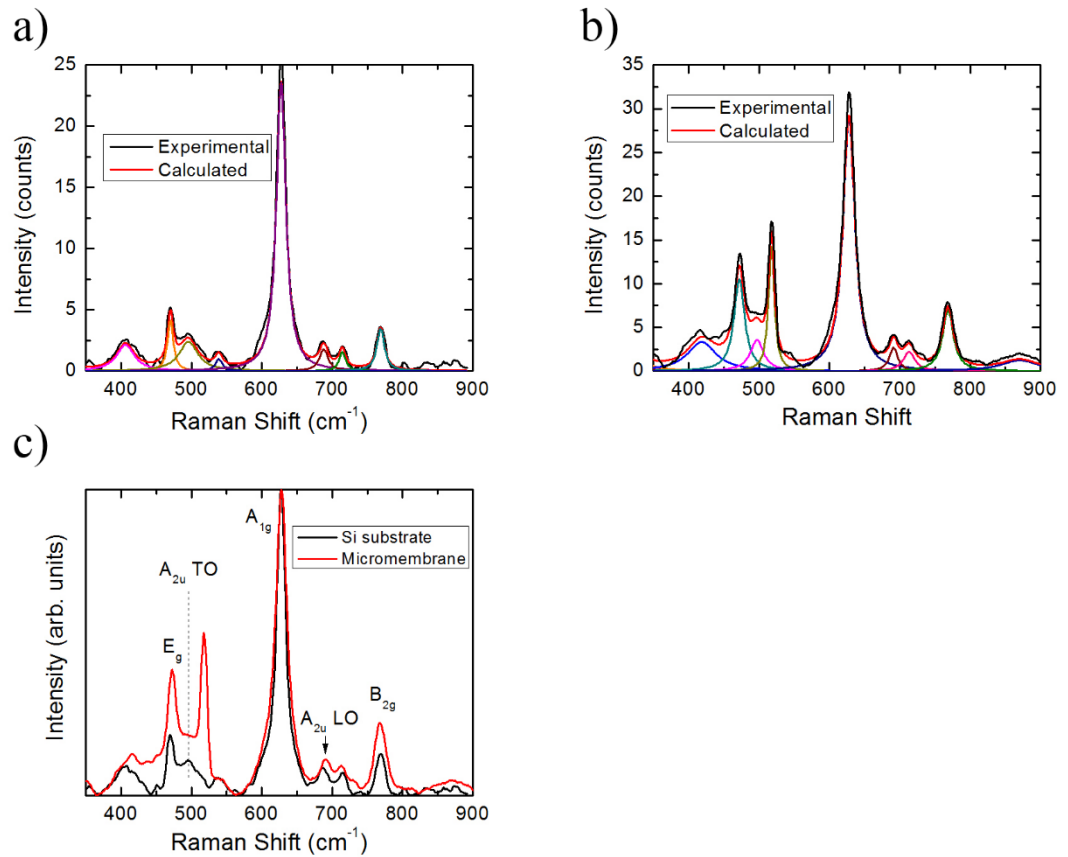 a)
25
20
15
10
5
0
Intensity (counts)
Experimental
Calculated
400 500 600 700 800 900
Raman Shift (cm⁻¹)
b)
35
30
25
20
15
10
5
0
Intensity (counts)
Experimental
Calculated
400 500 600 700 800 900
Raman Shift
c)
Intensity (arb. units)
A₁g
Si substrate
Micromembrane
A₂u TO
Eg
A₂u LO
B₂g
400 500 600 700 800 900
Raman Shift (cm⁻¹)